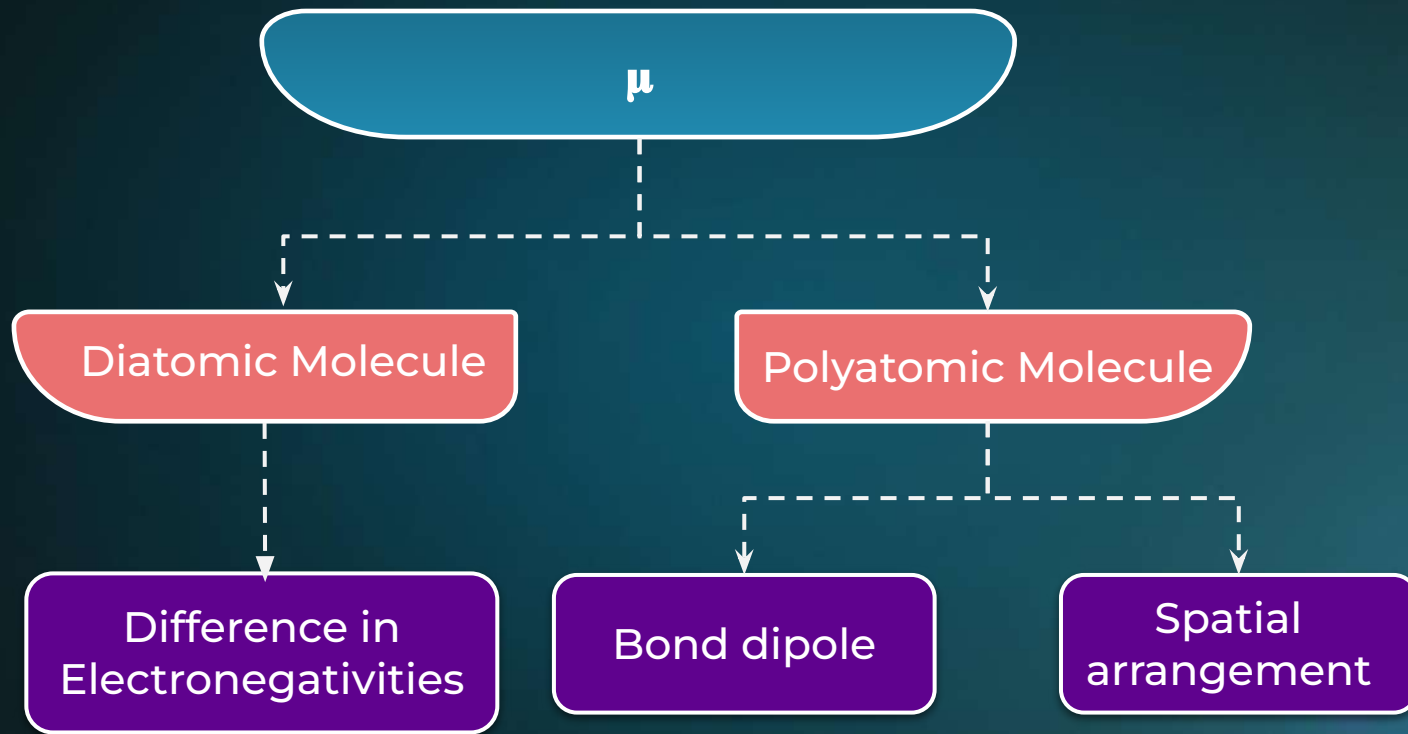 μ
Diatomic Molecule
Polyatomic Molecule
Difference in
Electronegativities
Bond dipole
Spatial
arrangement